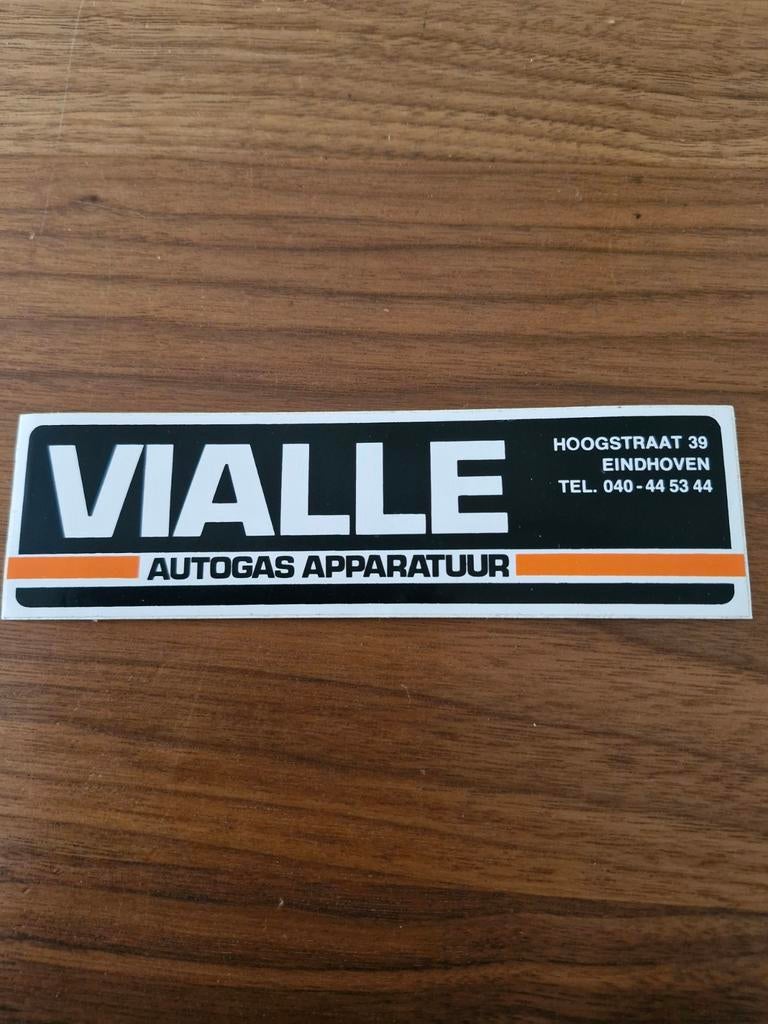 VIALLE
HOOGSTRAAT 39
EINDHOVEN
TEL. 040-44 53 44
AUTOGAS APPARATUUR